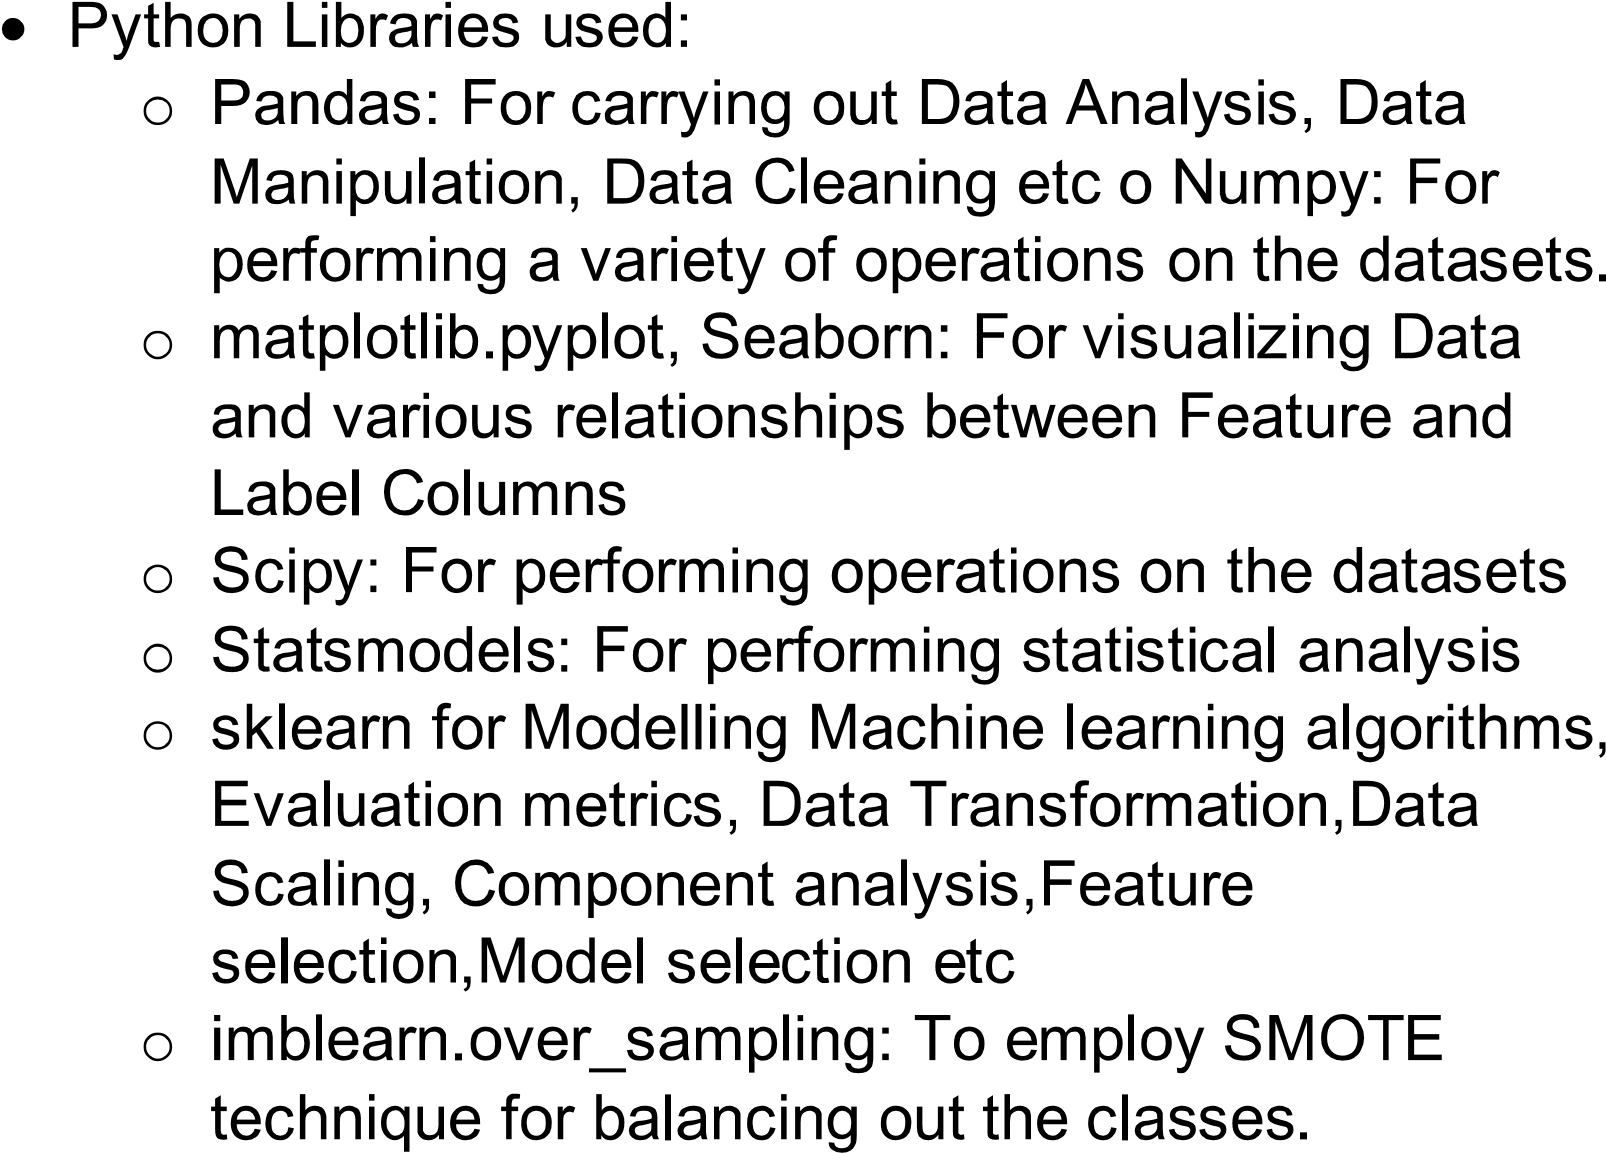 • Python Libraries used:
o Pandas: For carrying out Data Analysis, Data
Manipulation, Data Cleaning etc o Numpy: For
performing a variety of operations on the datasets.
o matplotlib.pyplot, Seaborn: For visualizing Data
and various relationships between Feature and
Label Columns
o Scipy: For performing operations on the datasets
o Statsmodels: For performing statistical analysis
o sklearn for Modelling Machine learning algorithms,
Evaluation metrics, Data Transformation,Data
Scaling, Component analysis,Feature
selection,Model selection etc
o imblearn.over_sampling: To employ SMOTE
technique for balancing out the classes.